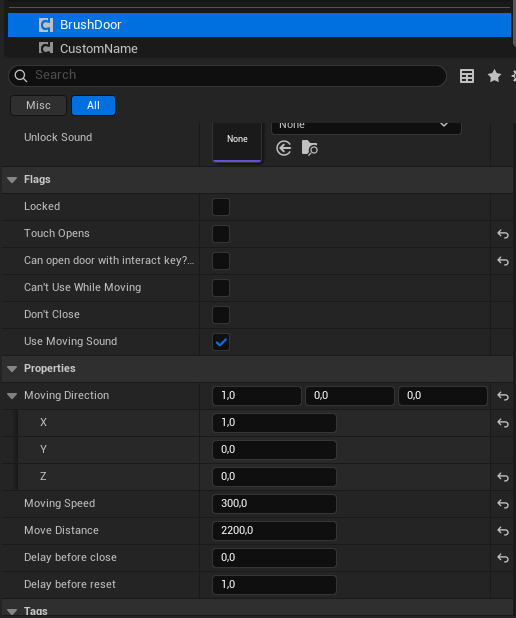 BrushDoor
CustomName
Search
Misc All
Unlock Sound None None
Flags
Locked
Touch Opens
Can open door with interact key?...
Can't Use While Moving
Don't Close
Use Moving Sound
Properties
Moving Direction 1,0 0,0 0,0
X 1,0
Y 0,0
Z 0,0
Moving Speed 300,0
Move Distance 2200,0
Delay before close 0,0
Delay before reset 1,0
Tags